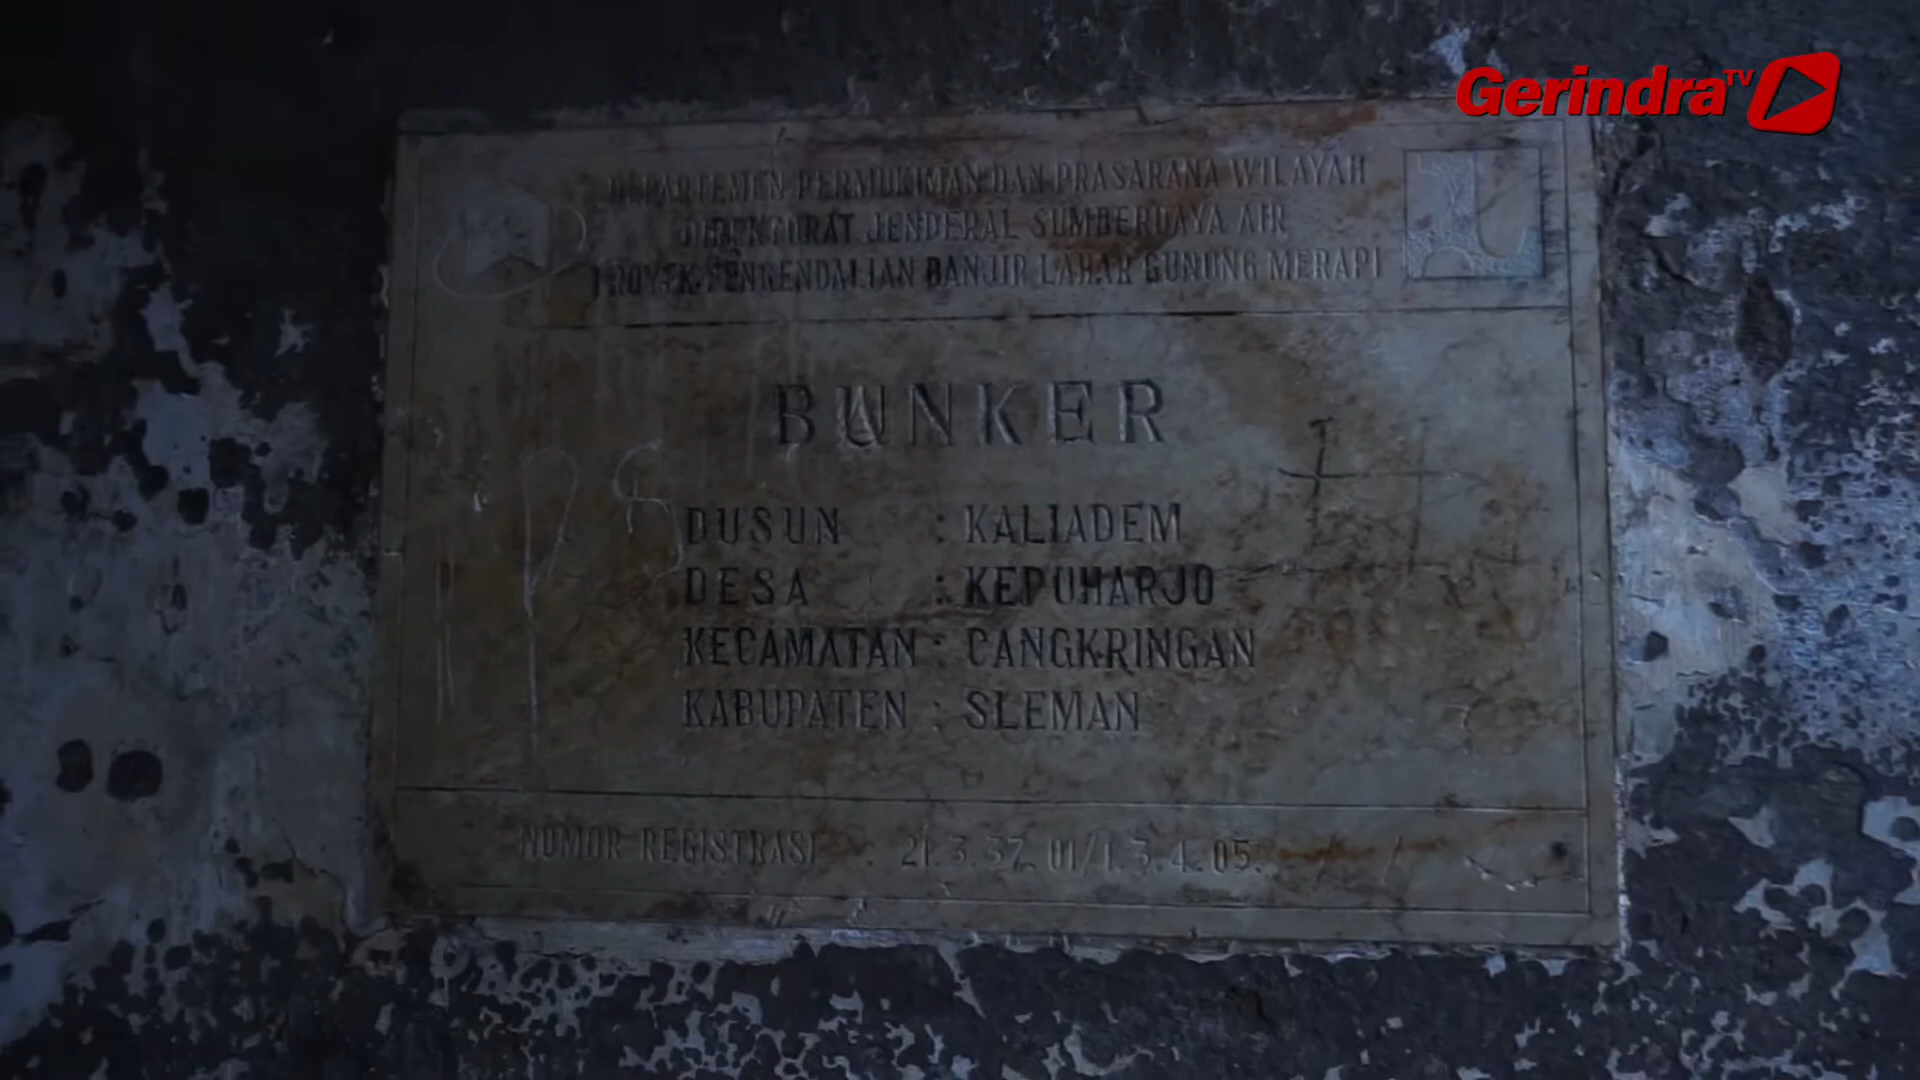 Gerindra TV
DEPARTEMEN PERMUKIMAN DAN PRASARANA WILAYAH
DIREKTORAT JENDERAL SUMBERDAYA AIR
PROYEK PENGENDALIAN BANJIR LAHAR GUNUNG MERAPI
BUNKER
DUSUN : KALIADEM
DESA : KEPUHARJO
KECAMATAN : CANGKRINGAN
KABUPATEN : SLEMAN
NOMOR REGISTRASI : 21.3.37.01/1.3.4.05.